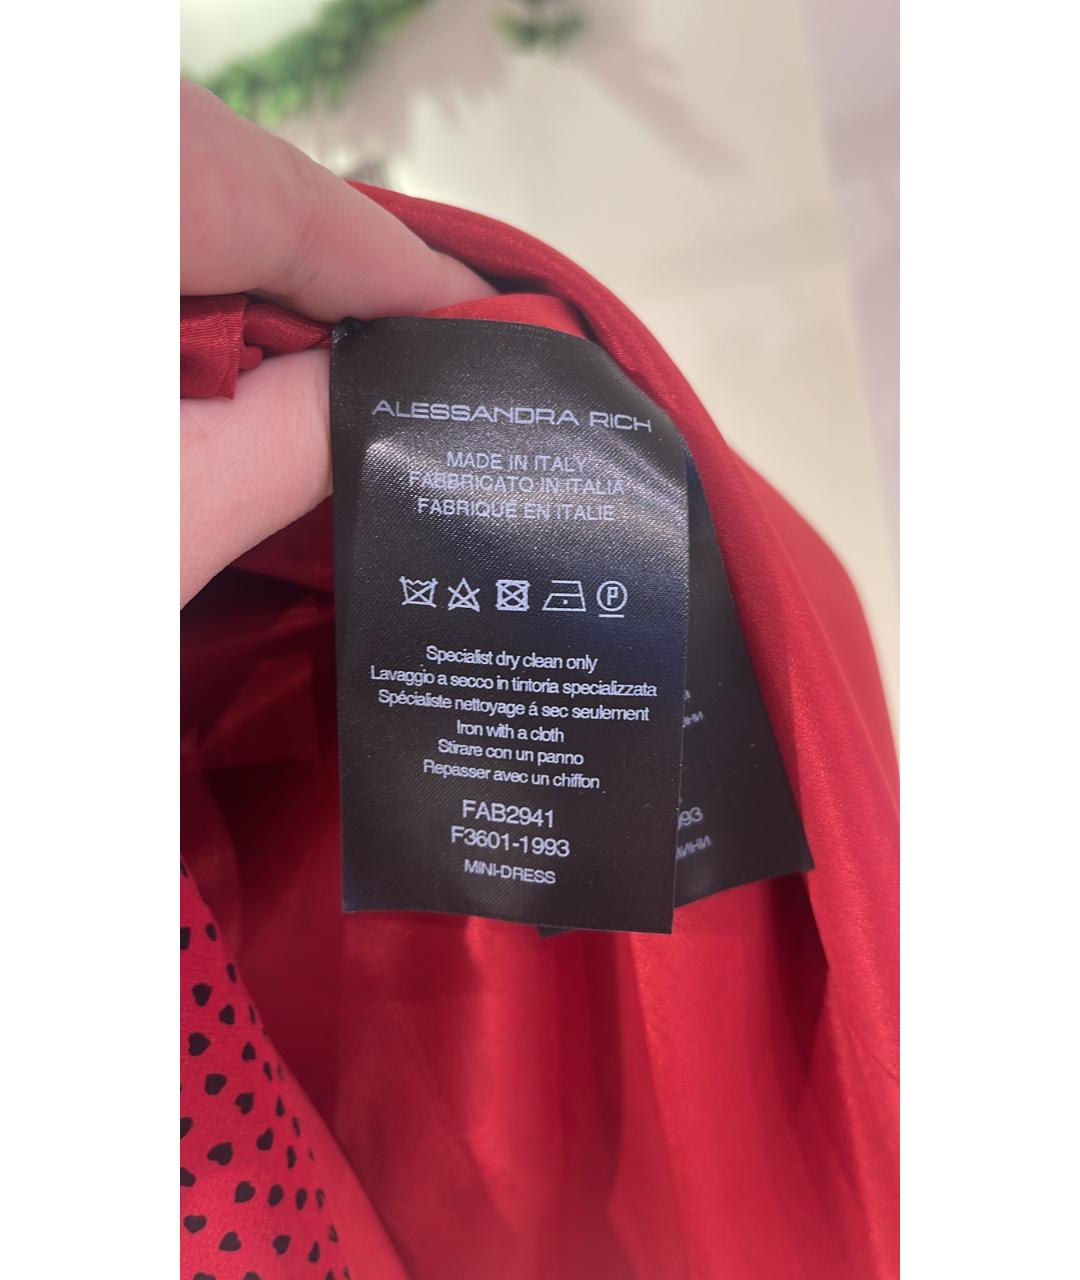 ALESSANDRA RICH
MADE IN ITALY
FABBRICATO IN ITALIA
FABRIQUE EN ITALIE
P
Specialist dry clean only
Lavaggio a secco in tintoria specializzata
Spécialiste nettoyage á sec seulement
Iron with a cloth
Stirare con un panno
Repasser avec un chiffon
FAB2941
F3601-1993
MINI-DRESS